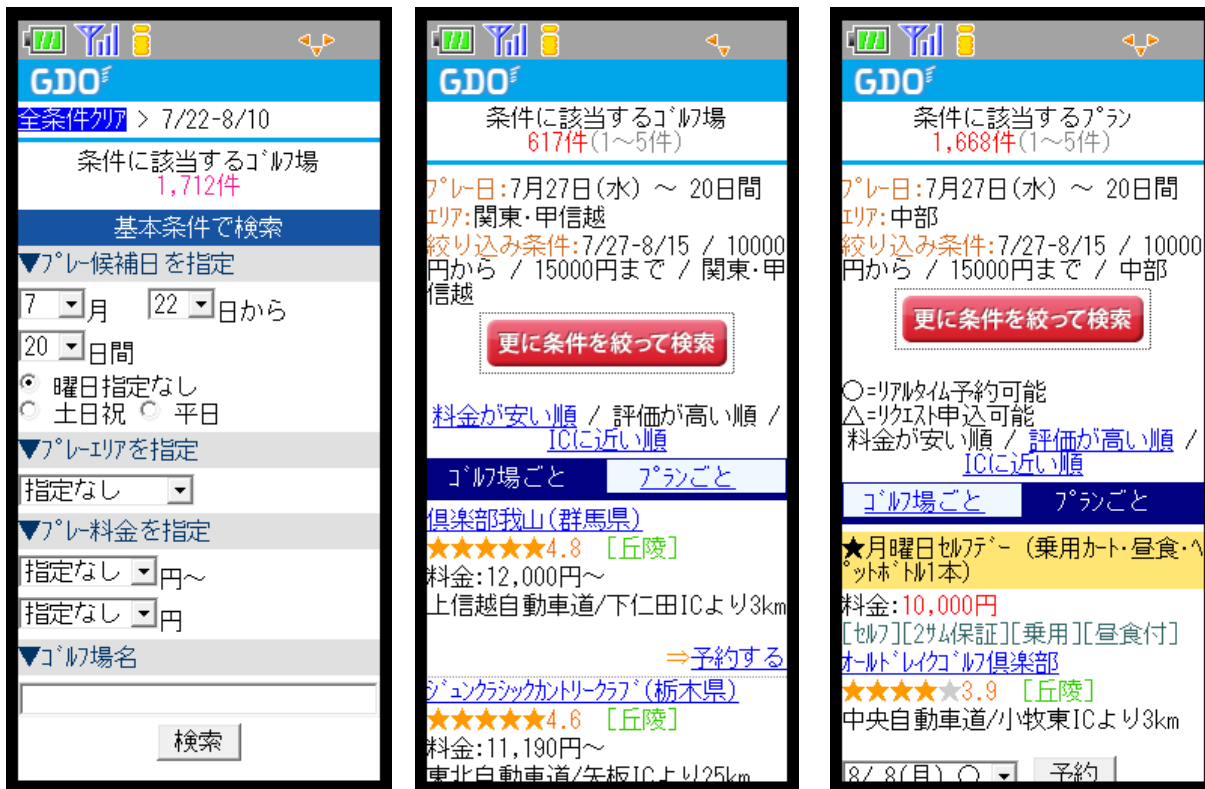 GDO
全条件ｸﾘｱ > 7/22-8/10
条件に該当するｺﾞﾙﾌ場
1,712件
基本条件で検索
▼ﾌﾟﾚｰ候補日を指定
7 月 22 日から
20 日間
曜日指定なし
土日祝 平日
▼ﾌﾟﾚｰｴﾘｱを指定
指定なし
▼ﾌﾟﾚｰ料金を指定
指定なし 円～
指定なし 円
▼ｺﾞﾙﾌ場名
検索
GDO
条件に該当するｺﾞﾙﾌ場
617件(1～5件)
ﾌﾟﾚｰ日:7月27日(水) ～ 20日間
ｴﾘｱ:関東･甲信越
絞り込み条件:7/27-8/15 / 10000
円から / 15000円まで / 関東･甲
信越
更に条件を絞って検索
料金が安い順 / 評価が高い順 /
ICに近い順
ｺﾞﾙﾌ場ごと ﾌﾟﾗﾝごと
倶楽部我山(群馬県)
★★★★★4.8 [丘陵]
料金:12,000円～
上信越自動車道/下仁田ICより3km
⇒予約する
ｼﾞｭﾝｸﾗｼｯｸｶﾝﾄﾘｰｸﾗﾌﾞ(栃木県)
★★★★★4.6 [丘陵]
料金:11,190円～
東北自動車道/矢板ICより25km
GDO
条件に該当するﾌﾟﾗﾝ
1,668件(1～5件)
ﾌﾟﾚｰ日:7月27日(水) ～ 20日間
ｴﾘｱ:中部
絞り込み条件:7/27-8/15 / 10000
円から / 15000円まで / 中部
更に条件を絞って検索
○=ﾘｱﾙﾀｲﾑ予約可能
△=ﾘｸｴｽﾄ申込可能
料金が安い順 / 評価が高い順 /
ICに近い順
ｺﾞﾙﾌ場ごと ﾌﾟﾗﾝごと
★月曜日ｾﾙﾌﾃﾞｰ (乗用ｶｰﾄ･昼食･ﾍ
ﾟｯﾄﾎﾞﾄﾙ1本)
料金:10,000円
[ｾﾙﾌ][2ｻﾑ保証][乗用][昼食付]
ｵｰﾙﾄﾞﾚｲｸｺﾞﾙﾌ倶楽部
★★★★★3.9 [丘陵]
中央自動車道/小牧東ICより3km
8/ 8(月) ○ 予約